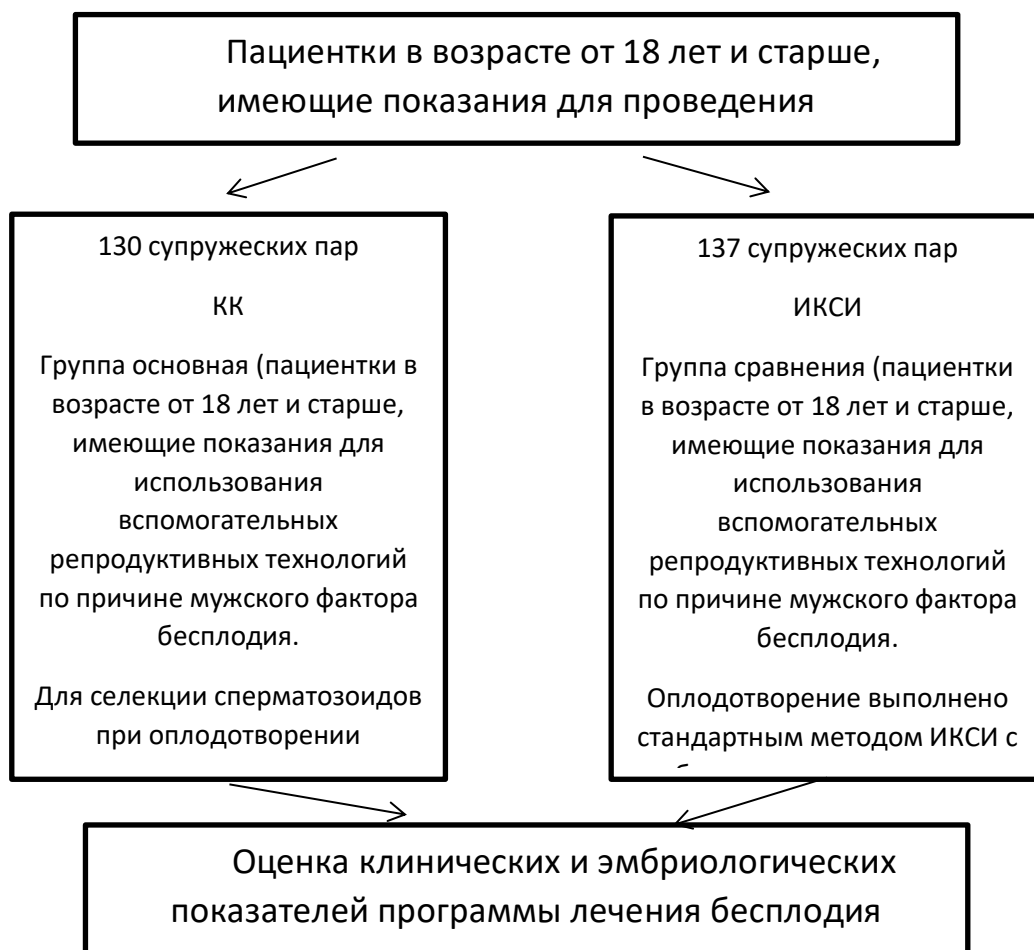 Пациентки в возрасте от 18 лет и старше,
имеющие показания для проведения
130 супружеских пар
КК
Группа основная (пациентки в
возрасте от 18 лет и старше,
имеющие показания для
использования
вспомогательных
репродуктивных технологий
по причине мужского фактора
бесплодия.
Для селекции сперматозоидов
при оплодотворении
137 супружеских пар
ИКСИ
Группа сравнения (пациентки
в возрасте от 18 лет и старше,
имеющие показания для
использования
вспомогательных
репродуктивных технологий
по причине мужского фактора
бесплодия.
Оплодотворение выполнено
стандартным методом ИКСИ с
Оценка клинических и эмбриологических
показателей программы лечения бесплодия